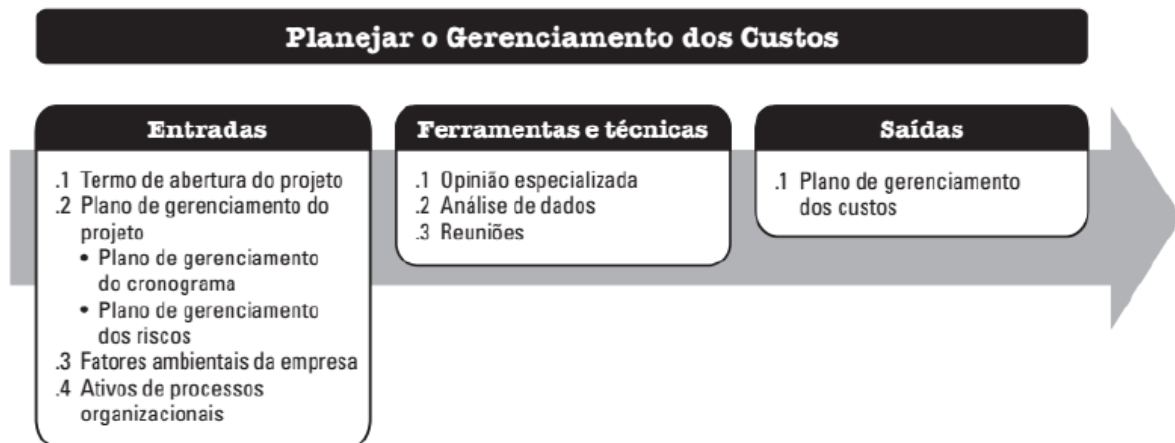 Planejar o Gerenciamento dos Custos
Entradas
.1 Termo de abertura do projeto
.2 Plano de gerenciamento do
projeto
• Plano de gerenciamento
do cronograma
• Plano de gerenciamento
dos riscos
.3 Fatores ambientais da empresa
.4 Ativos de processos
organizacionais
Ferramentas e técnicas
.1 Opinião especializada
.2 Análise de dados
.3 Reuniões
Saídas
.1 Plano de gerenciamento
dos custos